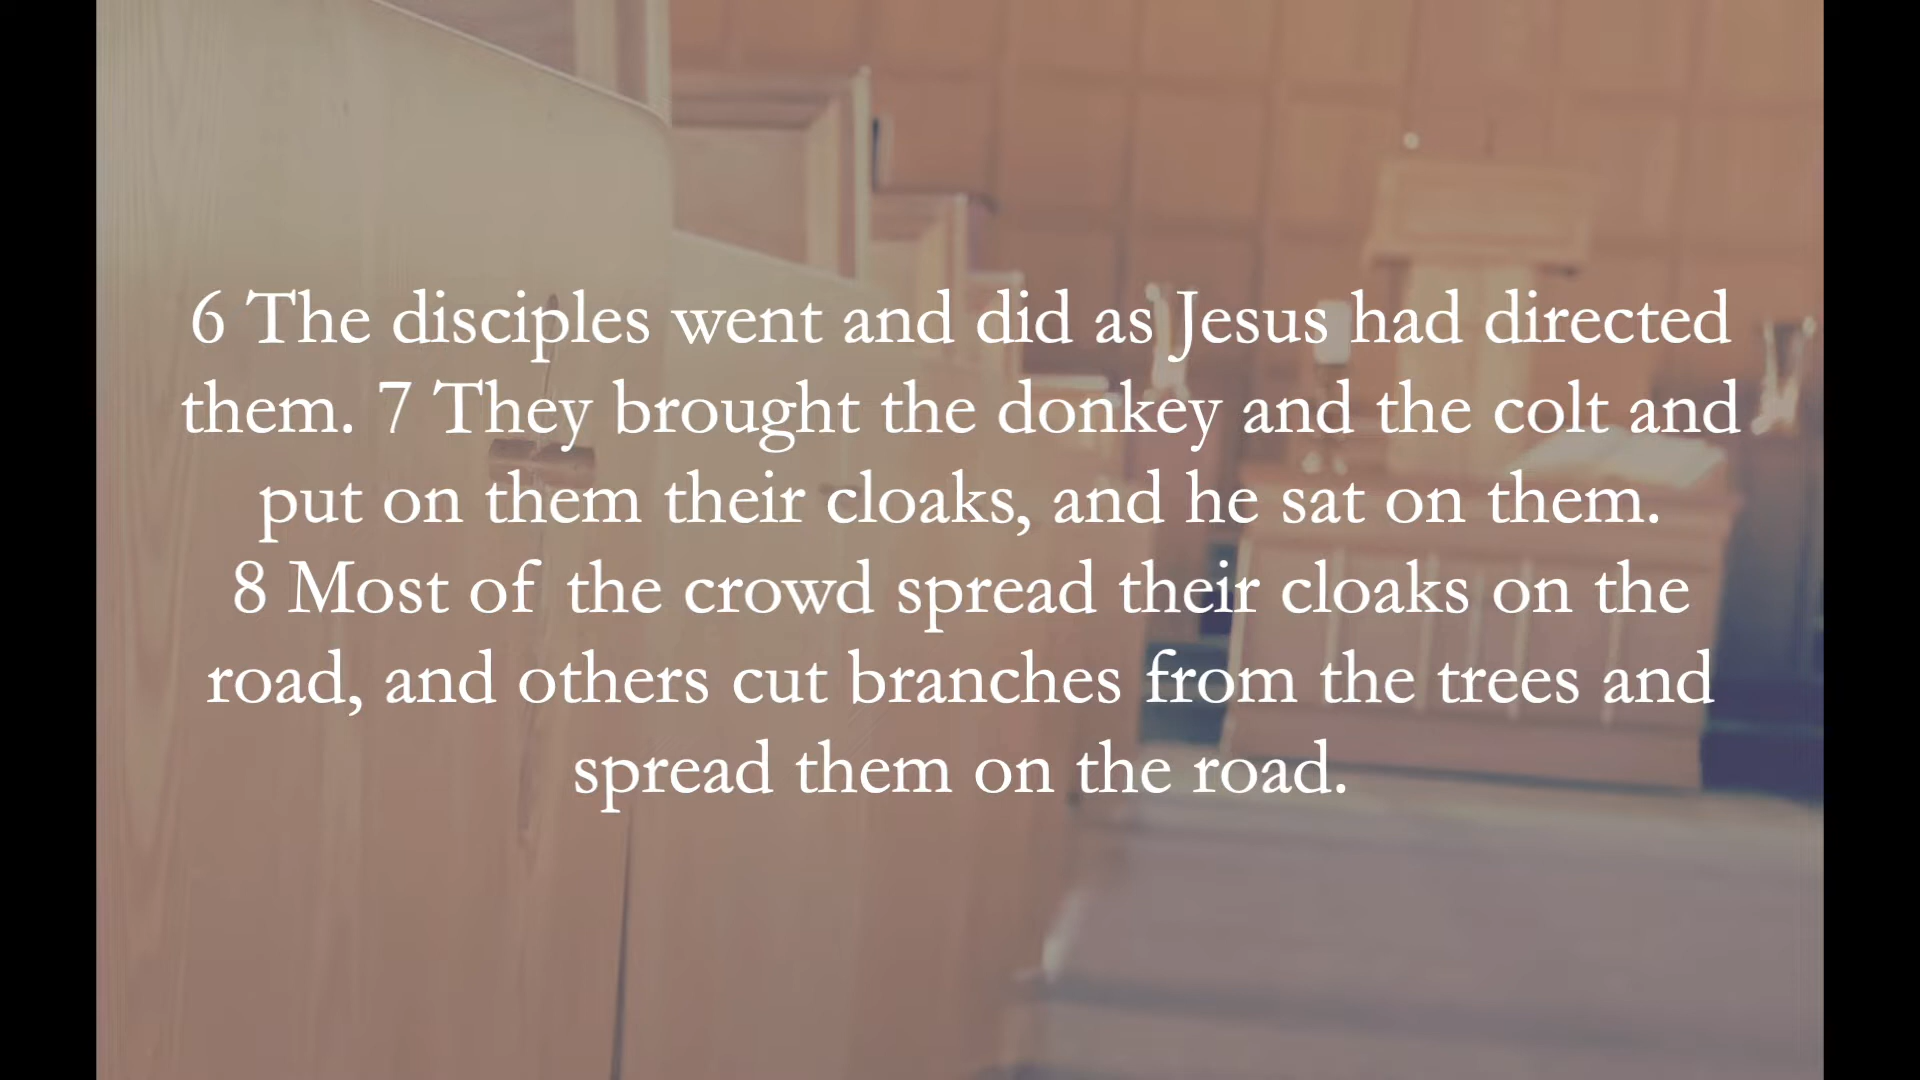 6 The disciples went and did as Jesus had directed
them. 7 They brought the donkey and the colt and
put on them their cloaks, and he sat on them.
8 Most of the crowd spread their cloaks on the
road, and others cut branches from the trees and
spread them on the road.